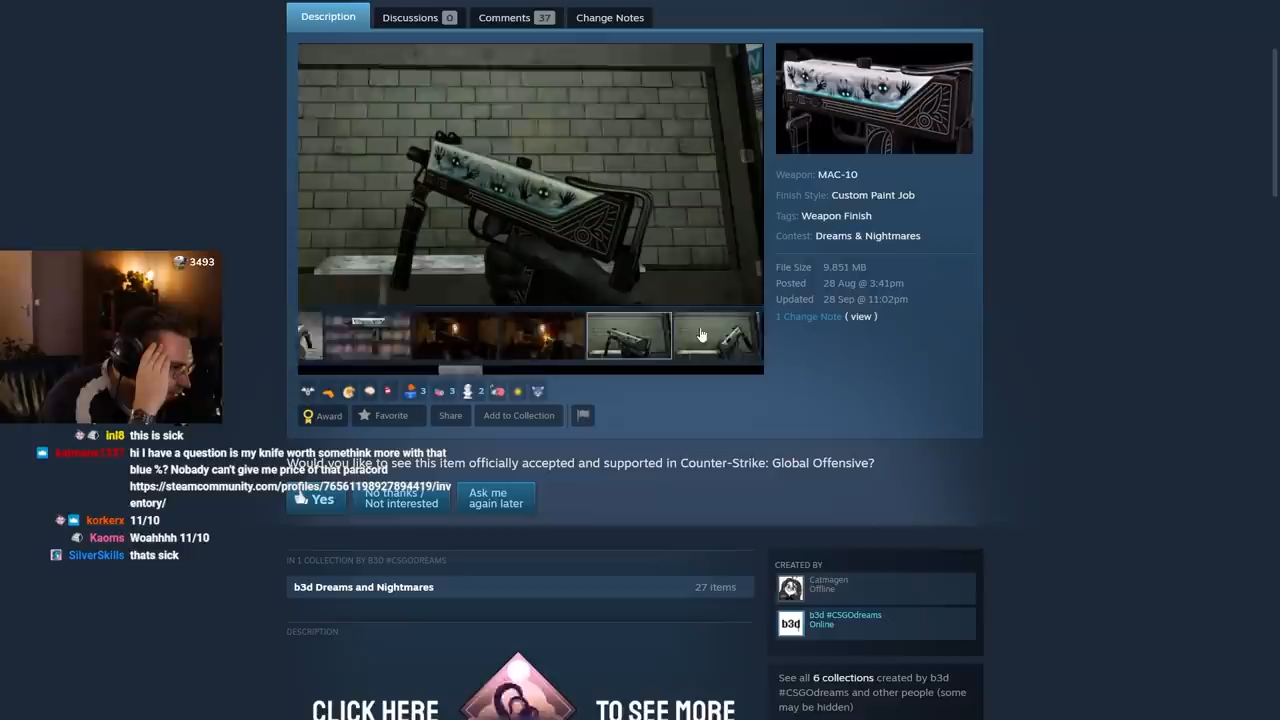 Description
Discussions 0
Comments 37
Change Notes
Weapon: MAC-10
Finish Style: Custom Paint Job
Tags: Weapon Finish
Contest: Dreams & Nightmares
File Size 9.851 MB
Posted 28 Aug @ 3:41pm
Updated 28 Sep @ 11:02pm
1 Change Note ( view )
3493
3
3
2
Award
Favorite
Share
Add to Collection
inl8 this is sick
hi I have a question is my knife worth somethink more with that
blue %? Nobady can't give me price of that paracord
https://steamcommunity.com/profiles/76561198927894419/inv
entory/
korkerx 11/10
Kaoms Woahhhh 11/10
SilverSkills thats sick
Would you like to see this item officially accepted and supported in Counter-Strike: Global Offensive?
Yes
No thanks /
Not interested
Ask me
again later
IN 1 COLLECTION BY B3D #CSGODREAMS
b3d Dreams and Nightmares 27 items
DESCRIPTION
CLICK HERE TO SEE MORE
CREATED BY
Catmagen
Offline
b3d
b3d #CSGOdreams
Online
See all 6 collections created by b3d
#CSGOdreams and other people (some
may be hidden)